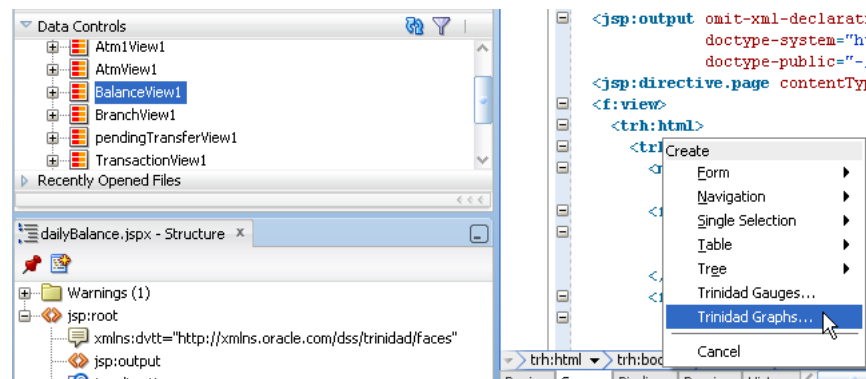 Data Controls
Atm1View1
AtmView1
BalanceView1
BranchView1
pendingTransferView1
TransactionView1
Recently Opened Files
dailyBalance.jspx - Structure x
Warnings (1)
jsp:root
xmlns:dvtt="http://xmlns.oracle.com/dss/trinidad/faces"
jsp:output
<jsp:output omit-xml-declarati
doctype-system="h
doctype-public="-
<jsp:directive.page contentTyp
<f:view>
<trh:html>
<trh
Create
Form
Navigation
Single Selection
Table
Tree
Trinidad Gauges...
Trinidad Graphs...
Cancel
trh:html trh:bod